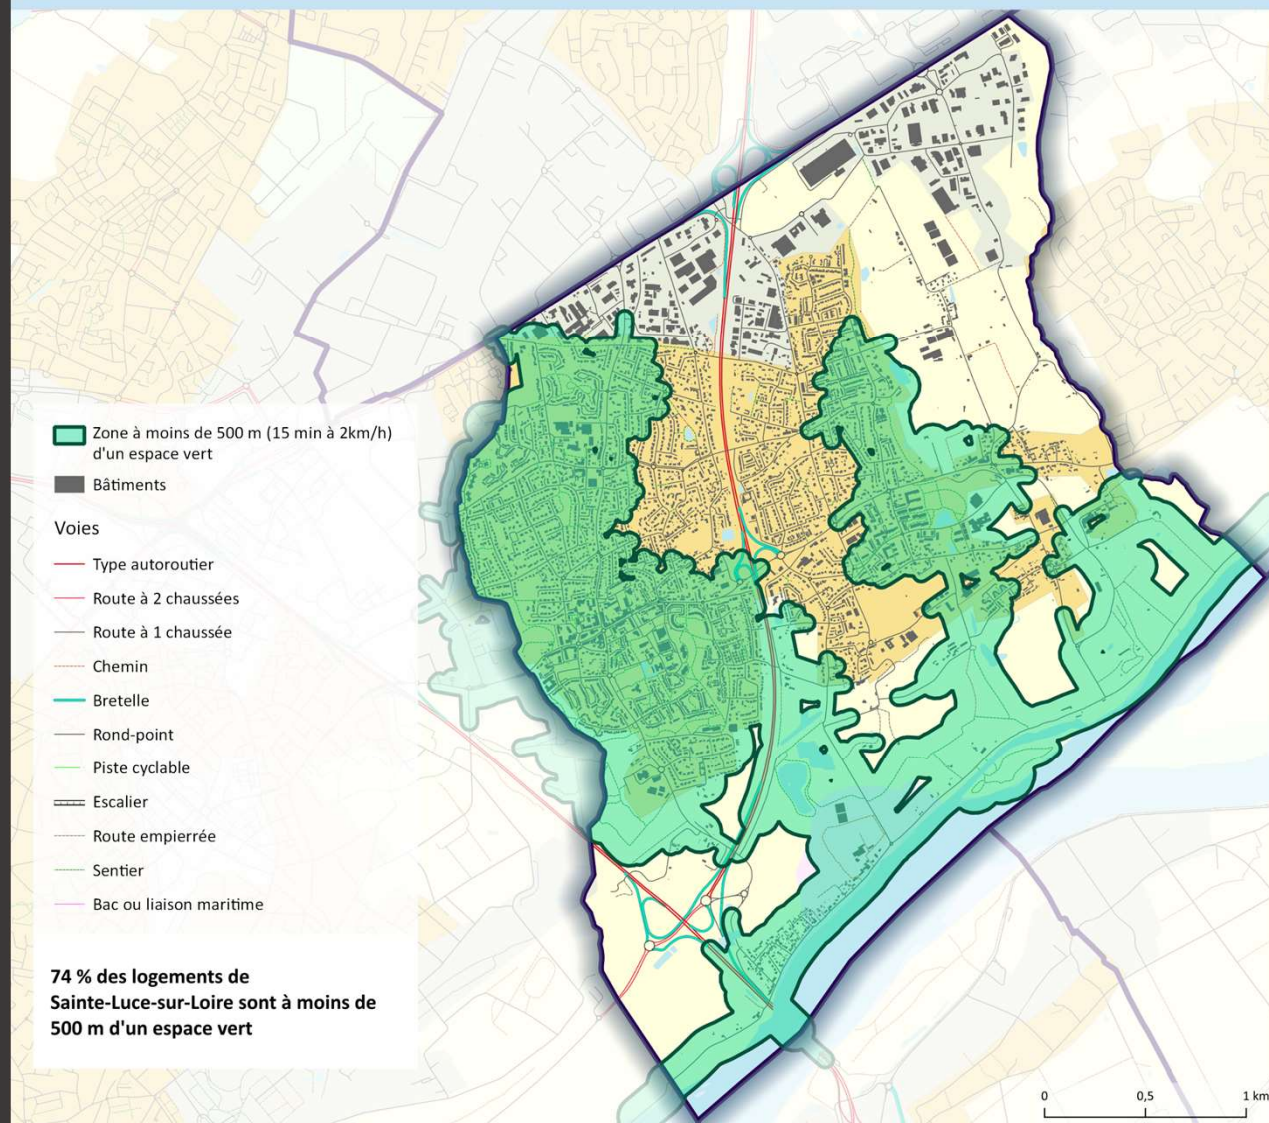 Zone à moins de 500 m (15 min à 2km/h)
d'un espace vert
Bâtiments
Voies
Type autoroutier
Route à 2 chaussées
Route à 1 chaussée
Chemin
Bretelle
Rond-point
Piste cyclable
Escalier
Route empierrée
Sentier
Bac ou liaison maritime
74 % des logements de
Sainte-Luce-sur-Loire sont à moins de
500 m d'un espace vert
0 0,5 1 km